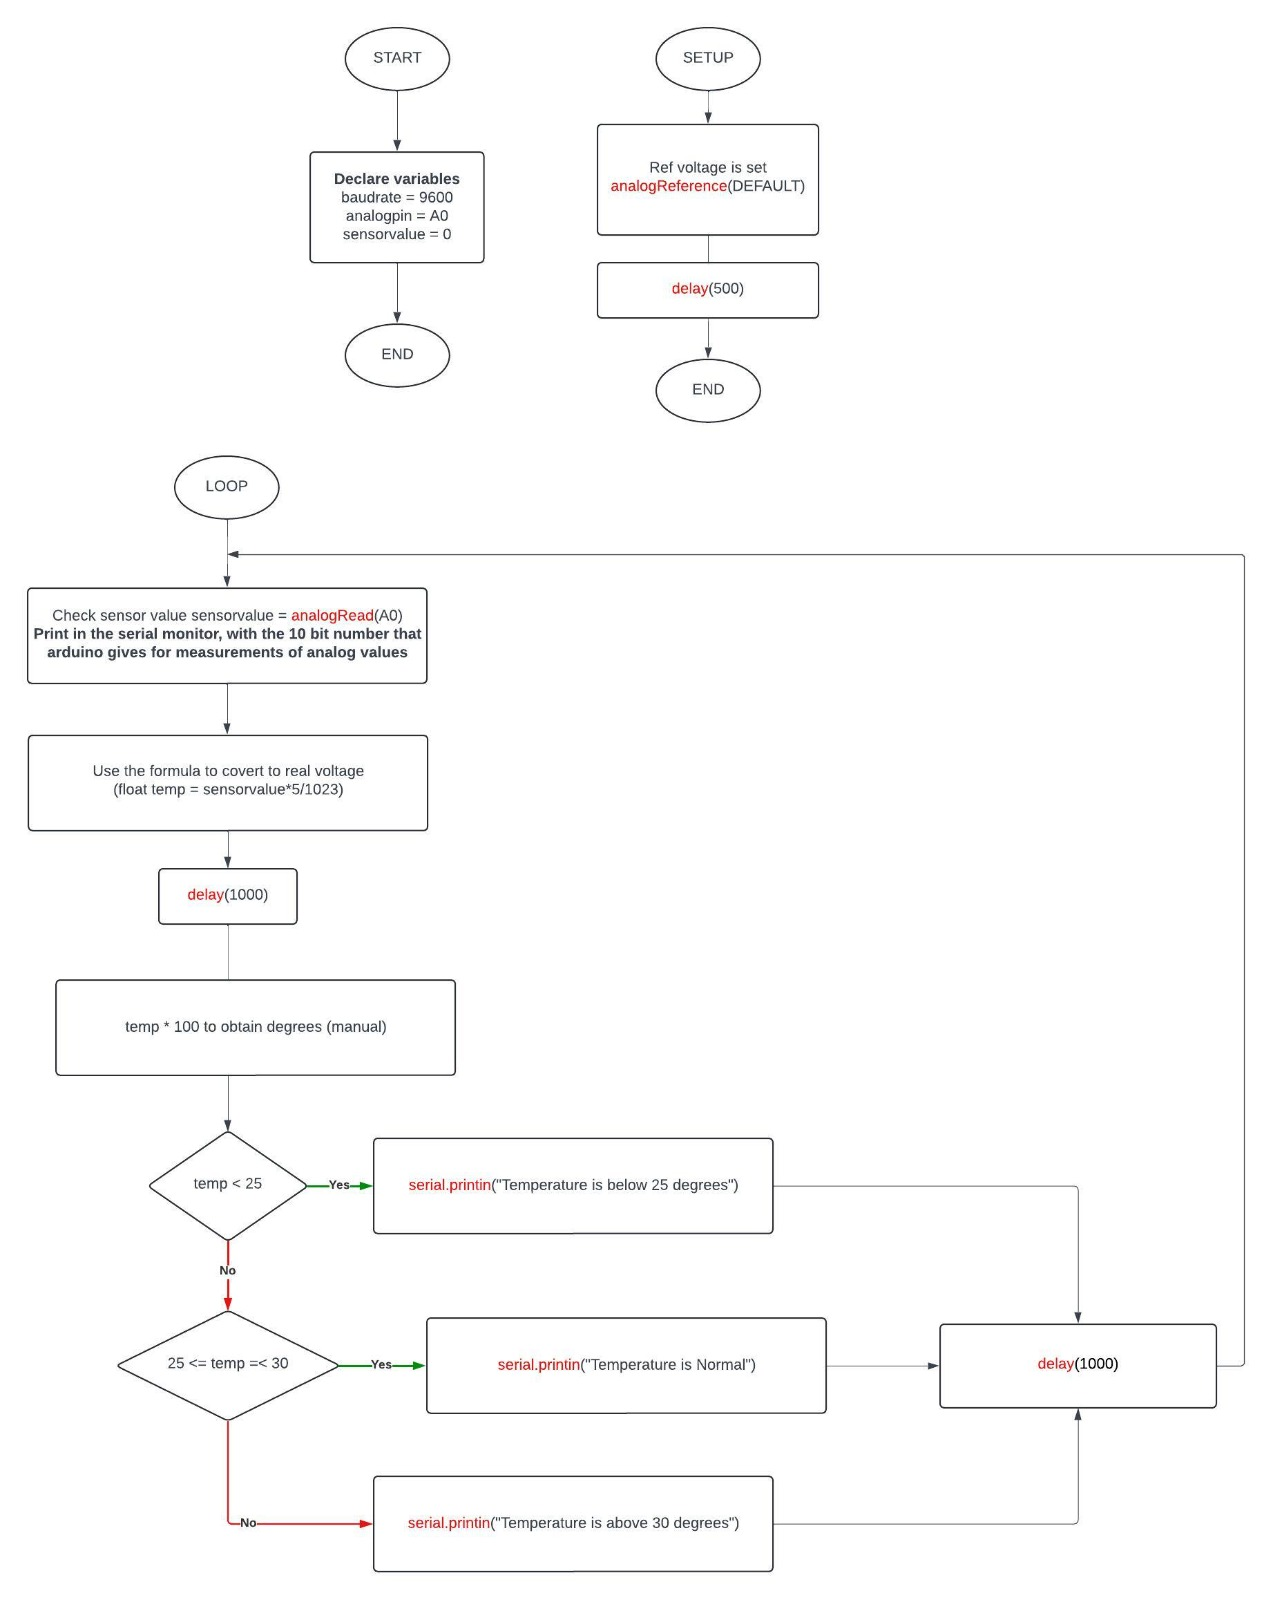 START
Declare variables
baudrate = 9600
analogpin = A0
sensorvalue = 0
END
SETUP
Ref voltage is set
analogReference(DEFAULT)
delay(500)
END
LOOP
Check sensor value sensorvalue = analogRead(A0)
Print in the serial monitor, with the 10 bit number that
arduino gives for measurements of analog values
Use the formula to covert to real voltage
(float temp = sensorvalue*5/1023)
delay(1000)
temp * 100 to obtain degrees (manual)
temp < 25
Yes
serial.printin("Temperature is below 25 degrees")
No
25 <= temp =< 30
Yes
serial.printin("Temperature is Normal")
delay(1000)
No
serial.printin("Temperature is above 30 degrees")